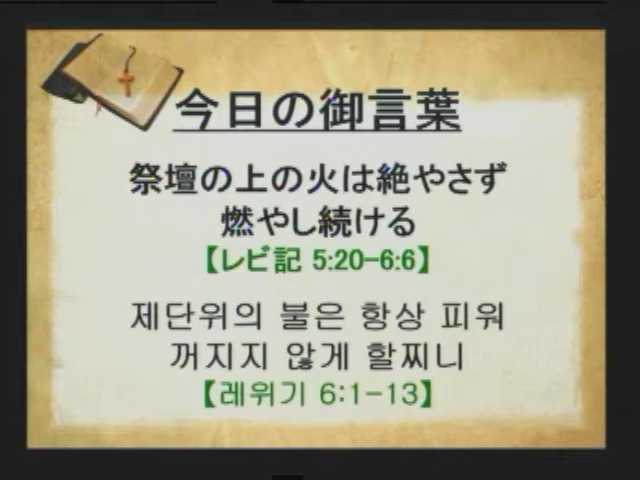 今日の御言葉
祭壇の上の火は絶やさず
燃やし続ける
【レビ記 5:20-6:6】
제단위의 불은 항상 피워
꺼지지 않게 할찌니
【레위기 6:1-13】